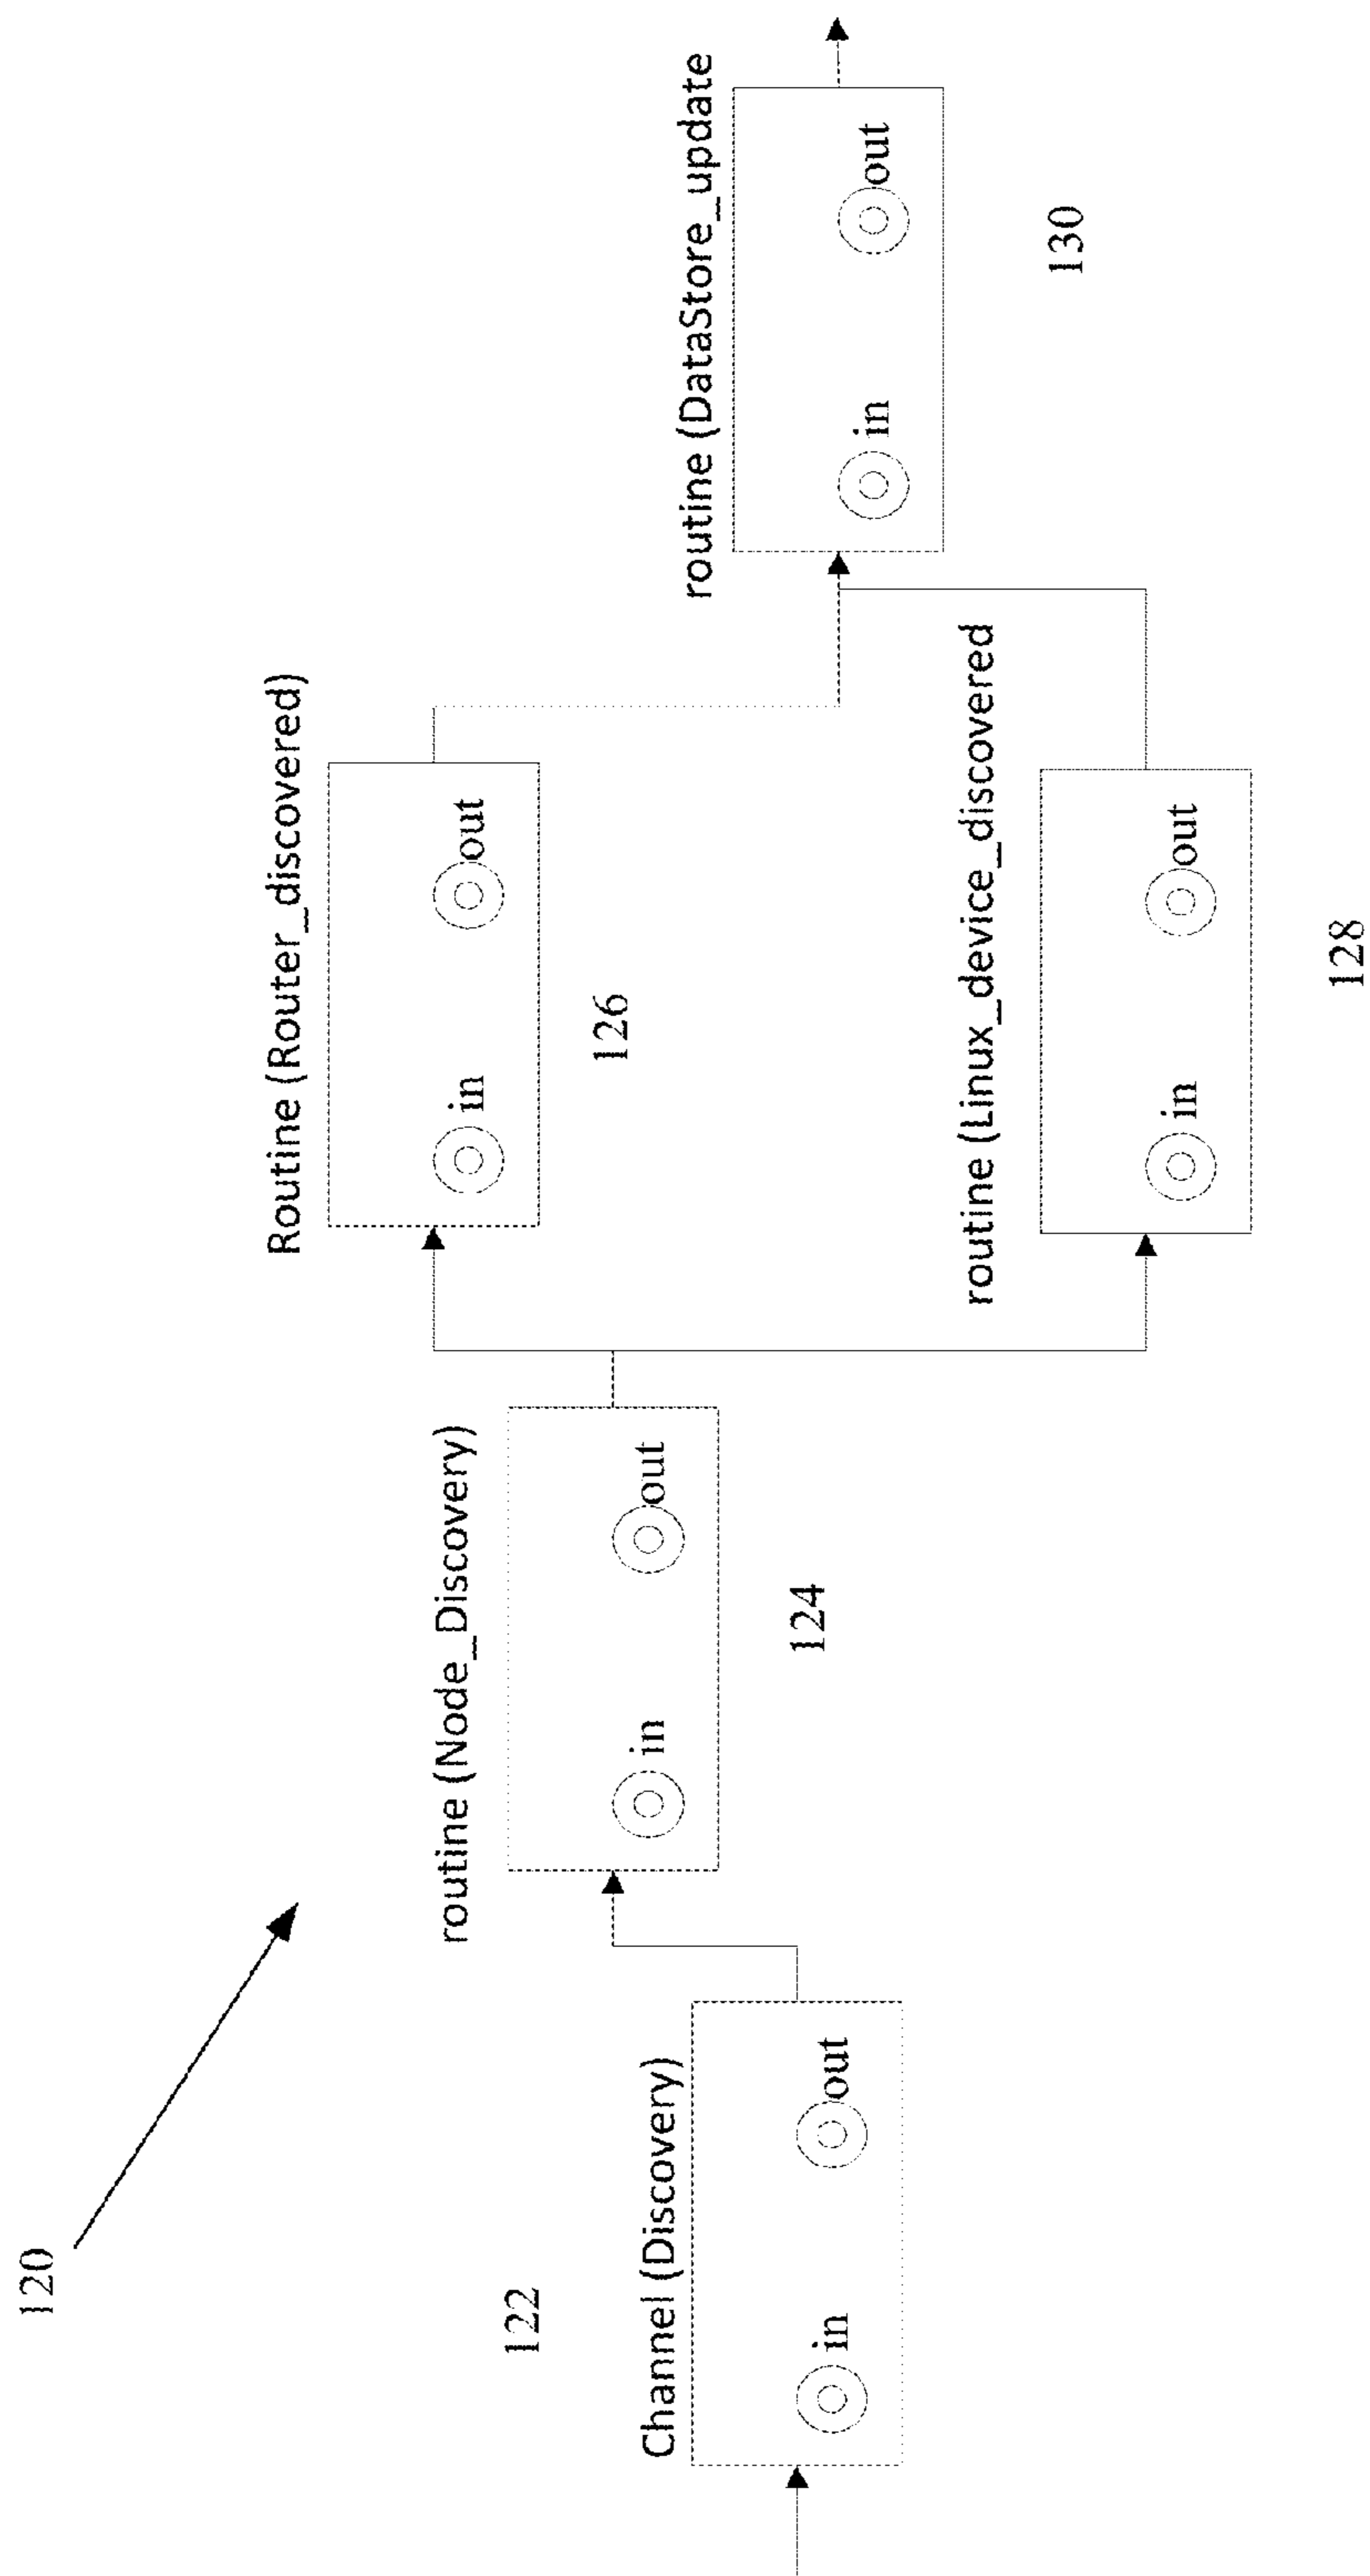 120
122
Channel (Discovery)
in
out
routine (Node_Discovery)
in
out
124
Routine (Router_discovered)
in
out
126
routine (Linux_device_discovered
in
out
128
routine (DataStore_update
in
out
130